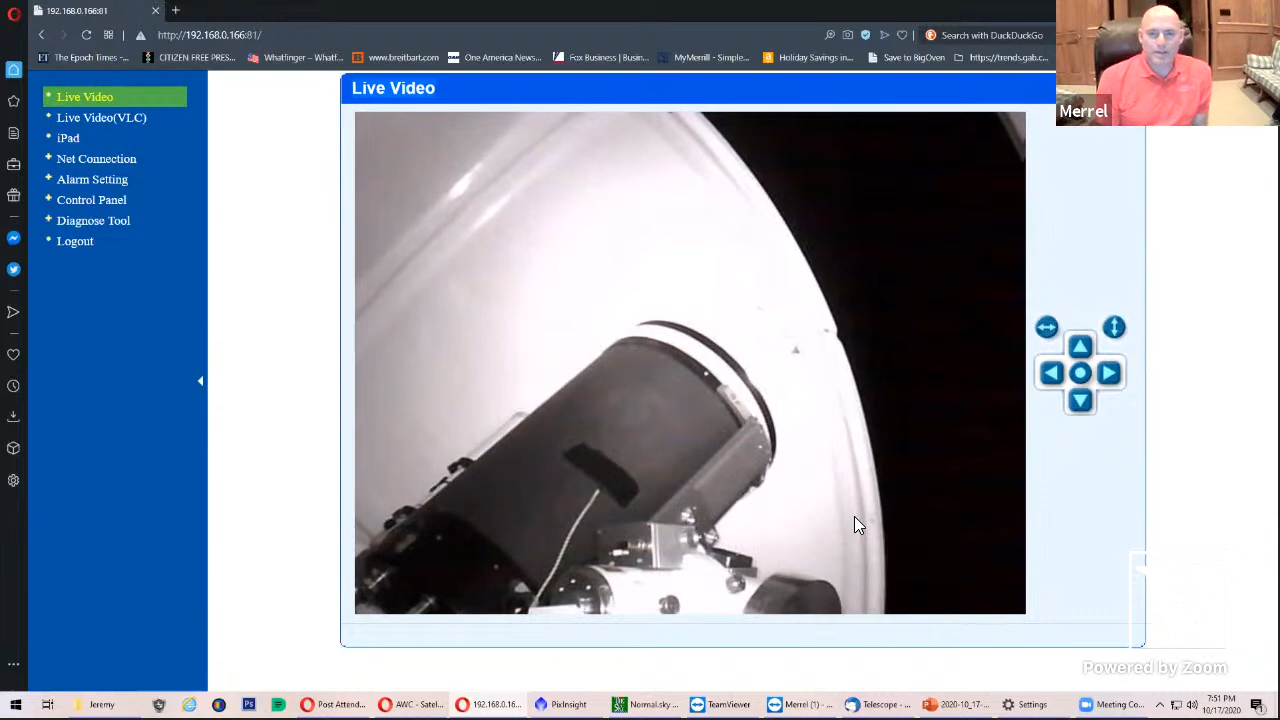 192.168.0.166:81
http://192.168.0.166:81/
Search with DuckDuckGo
The Epoch Times -...
CITIZEN FREE PRES...
Whatfinger – Whatf...
www.breitbart.com
One America News...
Fox Business | Busin...
MyMerrill - Simple...
Holiday Savings in...
Save to BigOven
https://trends.gab.c...
Merrel
Live Video
Live Video(VLC)
iPad
Net Connection
Alarm Setting
Control Panel
Diagnose Tool
Logout
Live Video
Powered by Zoom
Jeremy
Post Attend...
AWC - Satel...
192.168.0.16...
PixInsight
Normal.sky ...
TeamViewer
Merrel (1) - ...
Telescope - ...
2020_10_17...
Settings
Meeting Co...
7:51 PM
10/17/2020